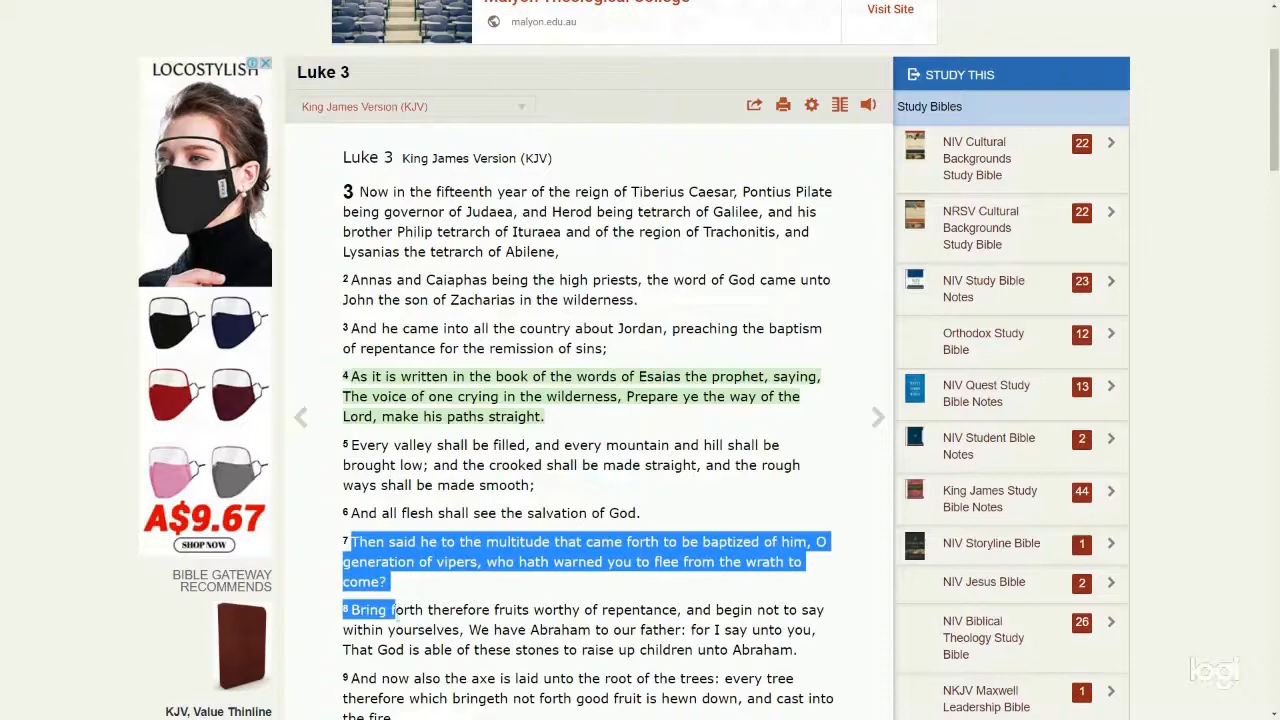 Visit Site
malyon.edu.au
LOCOSTYLISH
A$9.67
SHOP NOW
BIBLE GATEWAY
RECOMMENDS
KJV, Value Thinline
Luke 3
King James Version (KJV)
Luke 3 King James Version (KJV)
3 Now in the fifteenth year of the reign of Tiberius Caesar, Pontius Pilate
being governor of Judaea, and Herod being tetrarch of Galilee, and his
brother Philip tetrarch of Ituraea and of the region of Trachonitis, and
Lysanias the tetrarch of Abilene,
2 Annas and Caiaphas being the high priests, the word of God came unto
John the son of Zacharias in the wilderness.
3 And he came into all the country about Jordan, preaching the baptism
of repentance for the remission of sins;
4 As it is written in the book of the words of Esaias the prophet, saying,
The voice of one crying in the wilderness, Prepare ye the way of the
Lord, make his paths straight.
5 Every valley shall be filled, and every mountain and hill shall be
brought low; and the crooked shall be made straight, and the rough
ways shall be made smooth;
6 And all flesh shall see the salvation of God.
7 Then said he to the multitude that came forth to be baptized of him, O
generation of vipers, who hath warned you to flee from the wrath to
come?
8 Bring forth therefore fruits worthy of repentance, and begin not to say
within yourselves, We have Abraham to our father: for I say unto you,
That God is able of these stones to raise up children unto Abraham.
9 And now also the axe is laid unto the root of the trees: every tree
therefore which bringeth not forth good fruit is hewn down, and cast into
the fire
STUDY THIS
Study Bibles
NIV Cultural 22
Backgrounds
Study Bible
NRSV Cultural 22
Backgrounds
Study Bible
NIV Study Bible 23
Notes
Orthodox Study 12
Bible
NIV Quest Study 13
Bible Notes
NIV Student Bible 2
Notes
King James Study 44
Bible Notes
NIV Storyline Bible 1
NIV Jesus Bible 2
NIV Biblical 26
Theology Study
Bible
NKJV Maxwell 1
Leadership Bible
logi